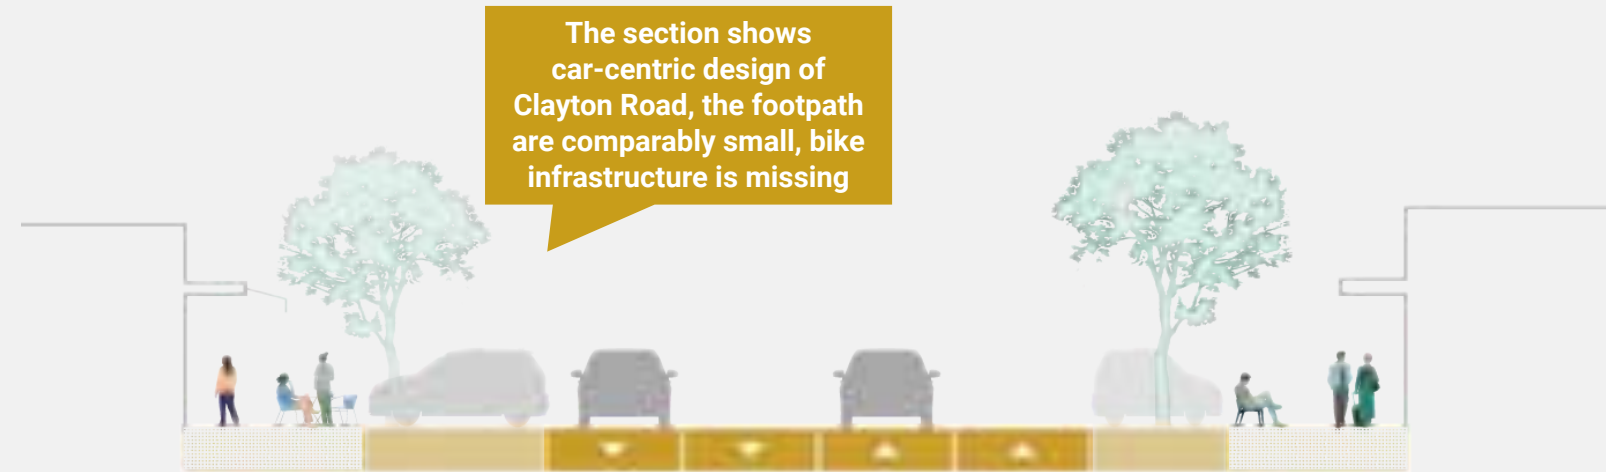 The section shows
car-centric design of
Clayton Road, the footpath
are comparably small, bike
infrastructure is missing